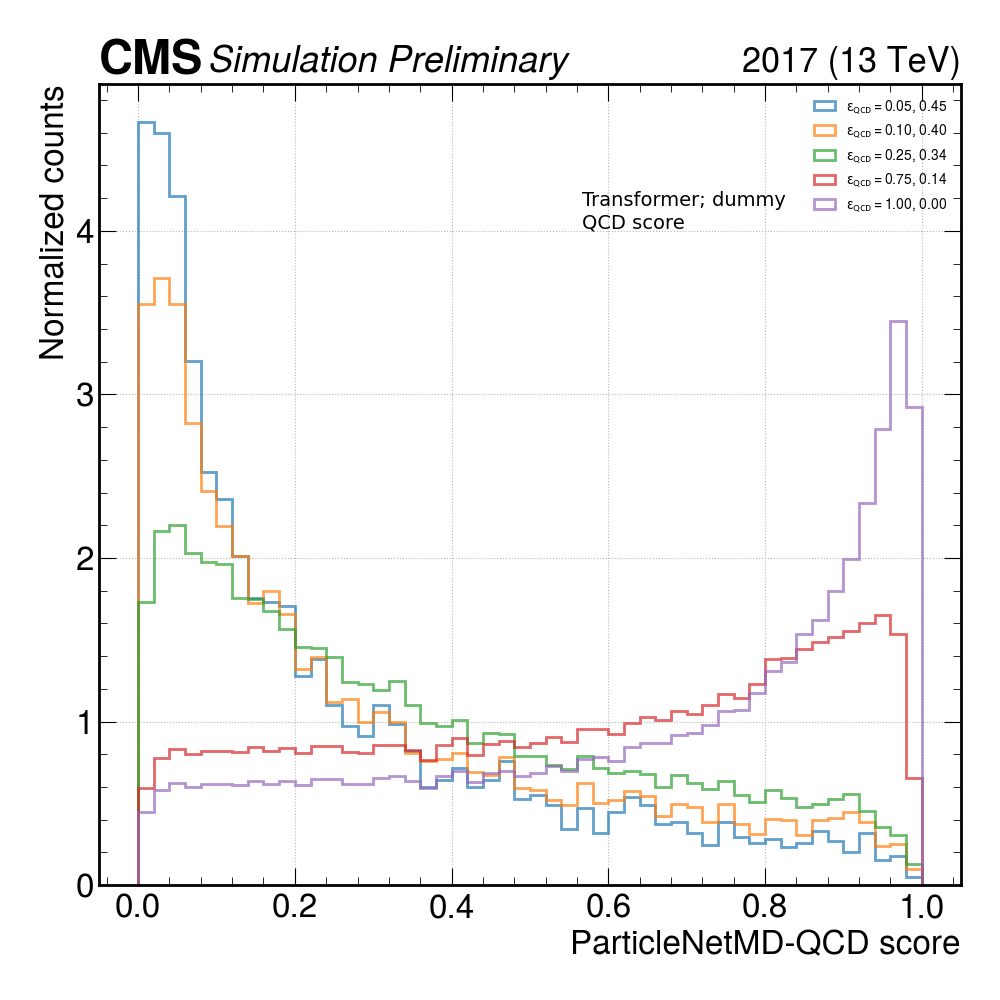 CMS Simulation Preliminary 2017 (13 TeV)
Normalized counts
ε_QCD = 0.05, 0.45
ε_QCD = 0.10, 0.40
ε_QCD = 0.25, 0.34
ε_QCD = 0.75, 0.14
ε_QCD = 1.00, 0.00
Transformer; dummy
QCD score
4
3
2
1
0
0.0 0.2 0.4 0.6 0.8 1.0
ParticleNetMD-QCD score